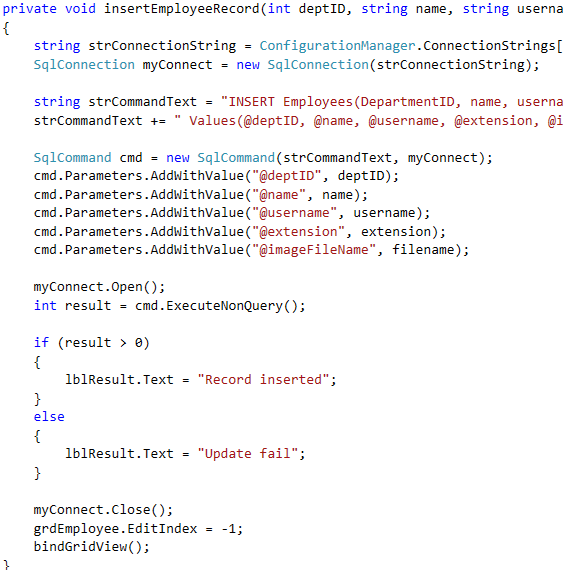 private void insertEmployeeRecord(int deptID, string name, string userna
{
    string strConnectionString = ConfigurationManager.ConnectionStrings[
    SqlConnection myConnect = new SqlConnection(strConnectionString);
    string strCommandText = "INSERT Employees(DepartmentID, name, userna
    strCommandText += " Values(@deptID, @name, @username, @extension, @i
    SqlCommand cmd = new SqlCommand(strCommandText, myConnect);
    cmd.Parameters.AddWithValue("@deptID", deptID);
    cmd.Parameters.AddWithValue("@name", name);
    cmd.Parameters.AddWithValue("@username", username);
    cmd.Parameters.AddWithValue("@extension", extension);
    cmd.Parameters.AddWithValue("@imageFileName", filename);
    myConnect.Open();
    int result = cmd.ExecuteNonQuery();
    if (result > 0)
    {
        lblResult.Text = "Record inserted";
    }
    else
    {
        lblResult.Text = "Update fail";
    }
    myConnect.Close();
    grdEmployee.EditIndex = -1;
    bindGridView();
}